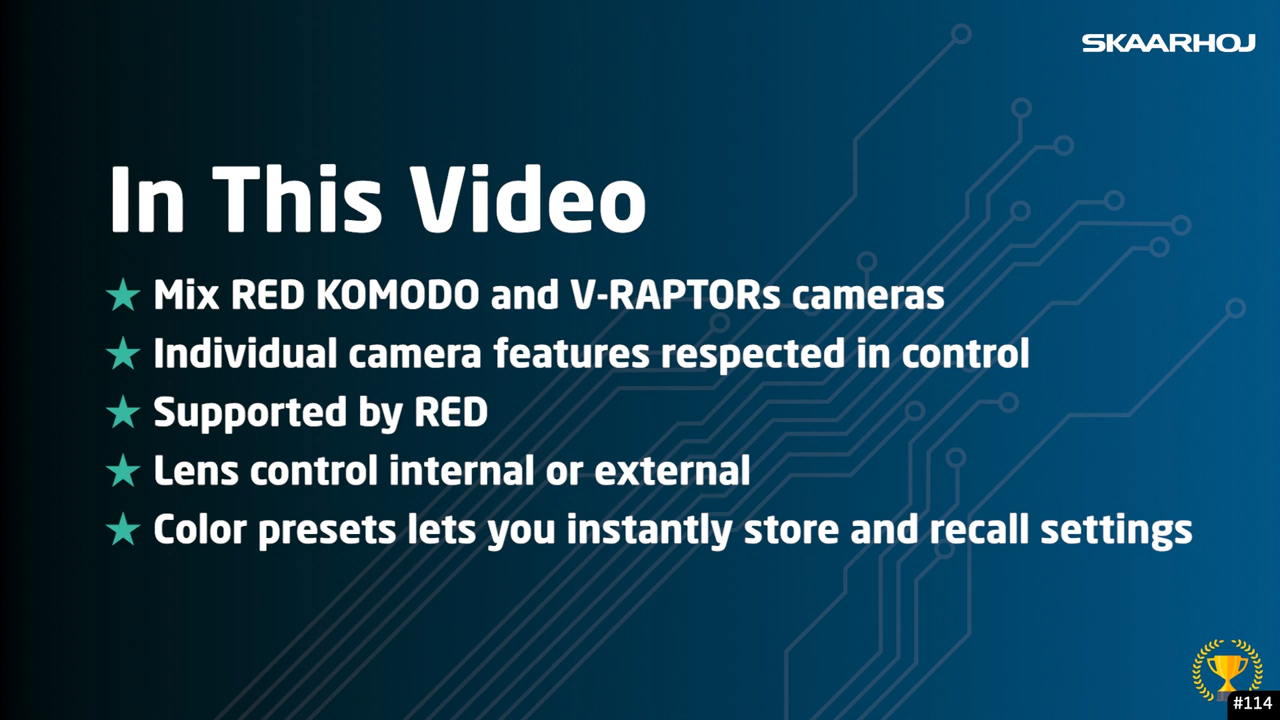 SKAARHOJ
In This Video
Mix RED KOMODO and V-RAPTORs cameras
Individual camera features respected in control
Supported by RED
Lens control internal or external
Color presets lets you instantly store and recall settings
#114